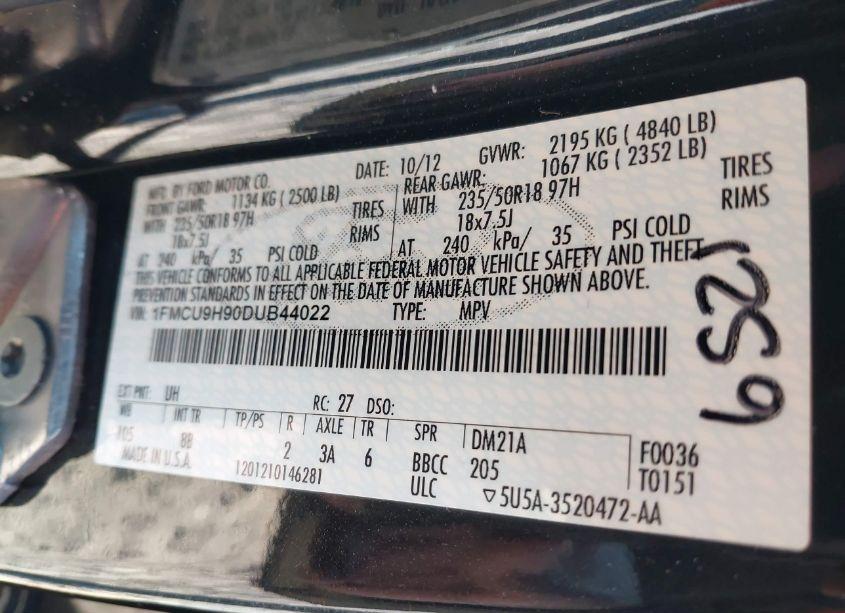 MFD. BY FORD MOTOR CO. DATE: 10/12 GVWR: 2195 KG ( 4840 LB)
FRONT GAWR: 1134 KG ( 2500 LB) REAR GAWR: 1067 KG ( 2352 LB)
WITH 235/50R18 97H TIRES WITH 235/50R18 97H TIRES
18x7.5J RIMS 18x7.5J RIMS
AT 240 kPa/ 35 PSI COLD AT 240 kPa/ 35 PSI COLD
THIS VEHICLE CONFORMS TO ALL APPLICABLE FEDERAL MOTOR VEHICLE SAFETY AND THEFT
PREVENTION STANDARDS IN EFFECT ON THE DATE OF MANUFACTURE SHOWN ABOVE.
VIN: 1FMCU9H90DUB44022 TYPE: MPV
EXT PNT: UH RC: 27 DSO:
WB INT TR TP/PS R AXLE TR SPR DM21A F0036
105 BB 2 3A 6 BBCC 205 T0151
MADE IN U.S.A. 1201210146281 ULC ▽5U5A-3520472-AA
6521